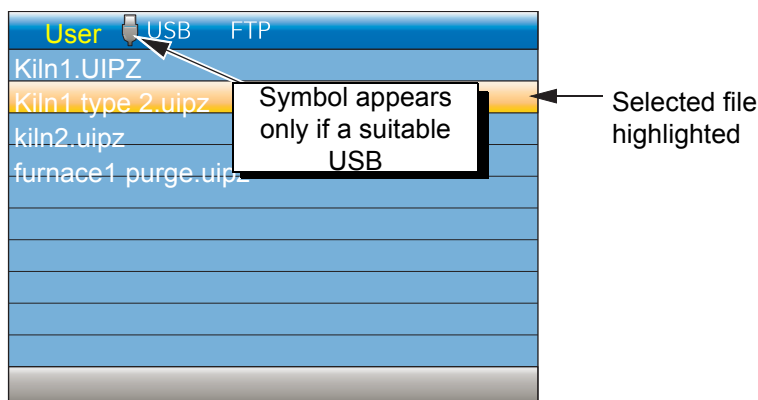 User USB FTP
Kiln1.UIPZ
Kiln1 type 2.uipz
kiln2.uipz
furnace1 purge.uipz
Symbol appears
only if a suitable
USB
Selected file
highlighted